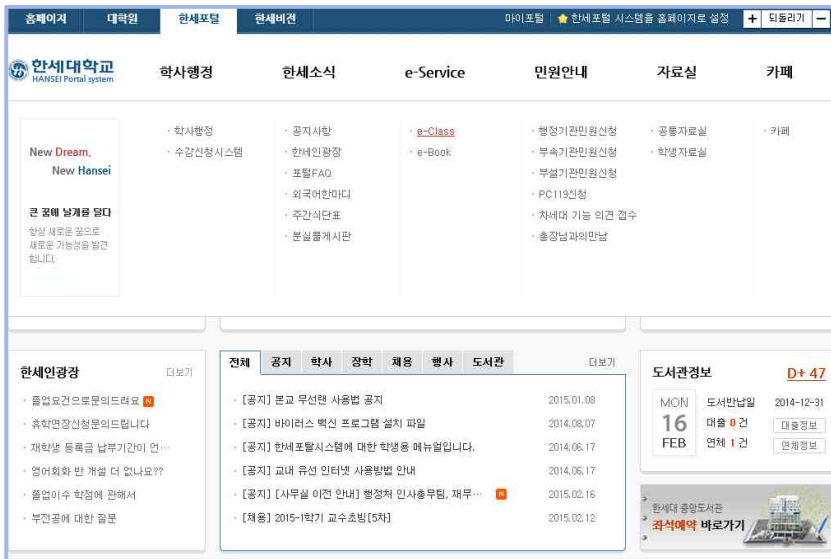 홈페이지 대학원 한세포탈 한세비전 마이포탈 한세포탈 시스템을 홈페이지로 설정 + 되돌리기 -
한세대학교
HANSEI Portal system
학사행정 한세소식 e-Service 민원안내 자료실 카페
New Dream,
New Hansei
큰 꿈에 날개를 달다
항상 새로운 꿈으로
새로운 가능성을 발견
합니다.
· 학사행정
· 수강신청시스템
· 공지사항
· 한세인광장
· 포탈FAQ
· 외국어한마디
· 주간식단표
· 분실물게시판
· e-Class
· e-Book
· 행정기관민원신청
· 부속기관민원신청
· 부설기관민원신청
· PC119신청
· 차세대 기능 의견 접수
· 총장님과의만남
· 공통자료실
· 학생자료실
· 카페
한세인광장 더보기
· 졸업요건으로문의드려요 N
· 휴학연장신청문의드립니다
· 재학생 등록금 납부기간이 언…
· 영어회화 반 개설 더 없나요??
· 졸업이수 학점에 관해서
· 부전공에 대한 질문
전체 공지 학사 장학 채용 행사 도서관 더보기
· [공지] 본교 무선랜 사용법 공지 2015.01.08
· [공지] 바이러스 백신 프로그램 설치 파일 2014.08.07
· [공지] 한세포탈시스템에 대한 학생용 메뉴얼입니다. 2014.06.17
· [공지] 교내 유선 인터넷 사용방법 안내 2014.06.17
· [공지] [사무실 이전 안내] 행정처 인사총무팀, 재무… N 2015.02.16
· [채용] 2015-1학기 교수초빙[5차] 2015.02.12
도서관정보 D+ 47
MON
16
FEB
도서반납일 2014-12-31
대출 0 건 대출정보
연체 1 건 연체정보
한세대 중앙도서관
좌석예약 바로가기